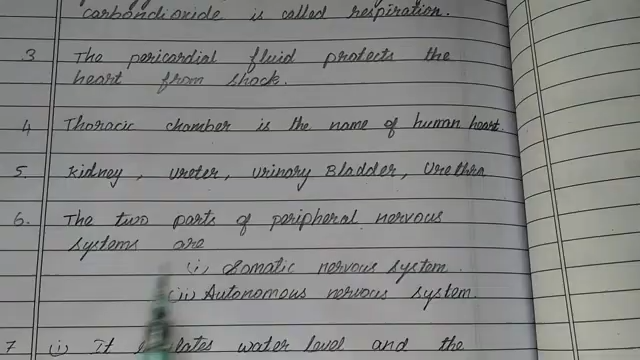 carbondioxide is called respiration.
3 The pericardial fluid protects the
heart from shock.
4 Thoracic chamber is the name of human heart.
5. Kidney, Ureter, Urinary Bladder, Urethra
6. The two parts of peripheral nervous
systems are
(i) Somatic nervous system.
(ii) Autonomous nervous system.
7 (i) It water level and the